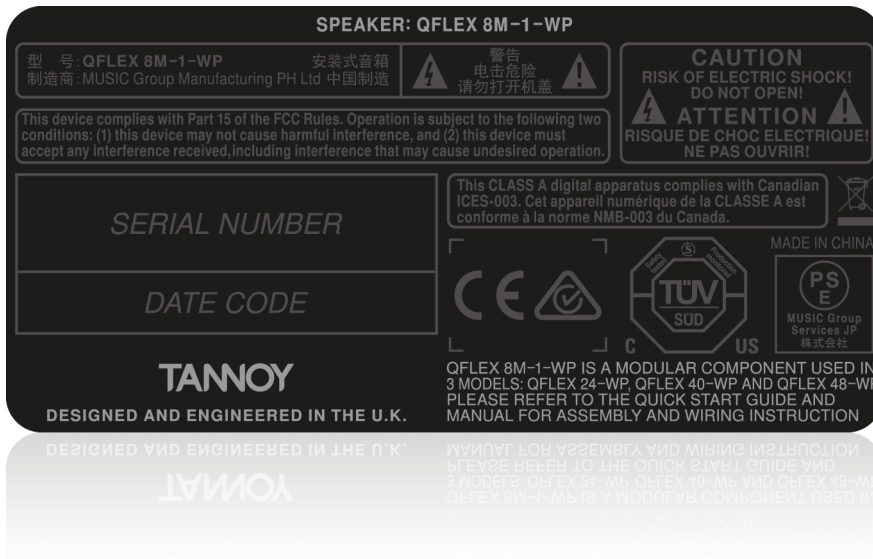 SPEAKER: QFLEX 8M-1-WP
型 号:QFLEX 8M-1-WP 安装式音箱
制造商:MUSIC Group Manufacturing PH Ltd 中国制造
警告
电击危险
请勿打开机盖
CAUTION
RISK OF ELECTRIC SHOCK!
DO NOT OPEN!
ATTENTION
RISQUE DE CHOC ELECTRIQUE!
NE PAS OUVRIR!
This device complies with Part 15 of the FCC Rules. Operation is subject to the following two
conditions: (1) this device may not cause harmful interference, and (2) this device must
accept any interference received,including interference that may cause undesired operation.
SERIAL NUMBER
DATE CODE
This CLASS A digital apparatus complies with Canadian
ICES-003. Cet appareil numérique de la CLASSE A est
conforme à la norme NMB-003 du Canada.
CE
Safety tested
S
Production monitored
TÜV
SÜD
C US
MADE IN CHINA
PS
E
MUSIC Group
Services JP
株式会社
TANNOY
DESIGNED AND ENGINEERED IN THE U.K.
QFLEX 8M-1-WP IS A MODULAR COMPONENT USED IN
3 MODELS: QFLEX 24-WP, QFLEX 40-WP AND QFLEX 48-WP
PLEASE REFER TO THE QUICK START GUIDE AND
MANUAL FOR ASSEMBLY AND WIRING INSTRUCTION